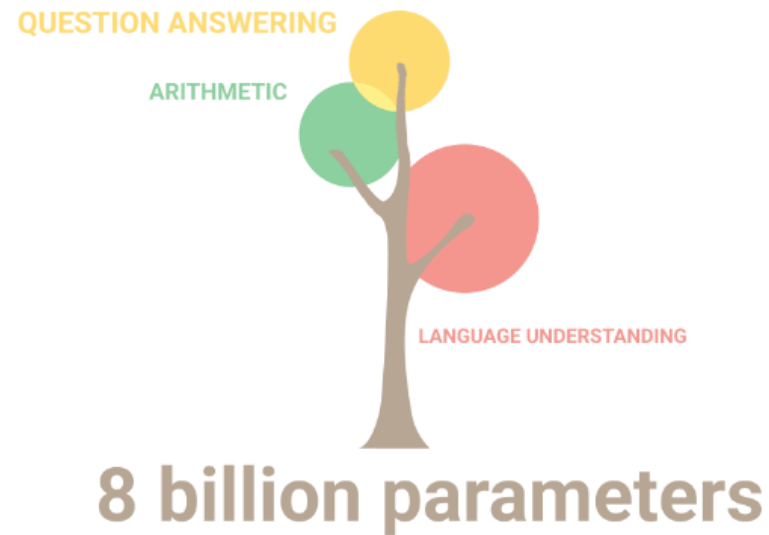 QUESTION ANSWERING
ARITHMETIC
LANGUAGE UNDERSTANDING
8 billion parameters